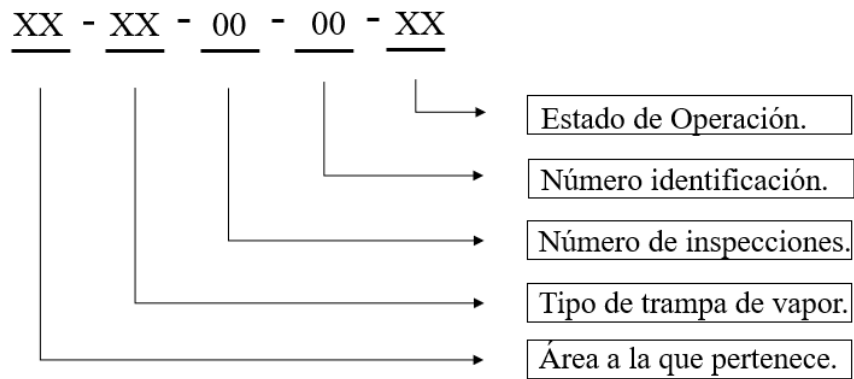 XX - XX - 00 - 00 - XX
Estado de Operación.
Número identificación.
Número de inspecciones.
Tipo de trampa de vapor.
Área a la que pertenece.